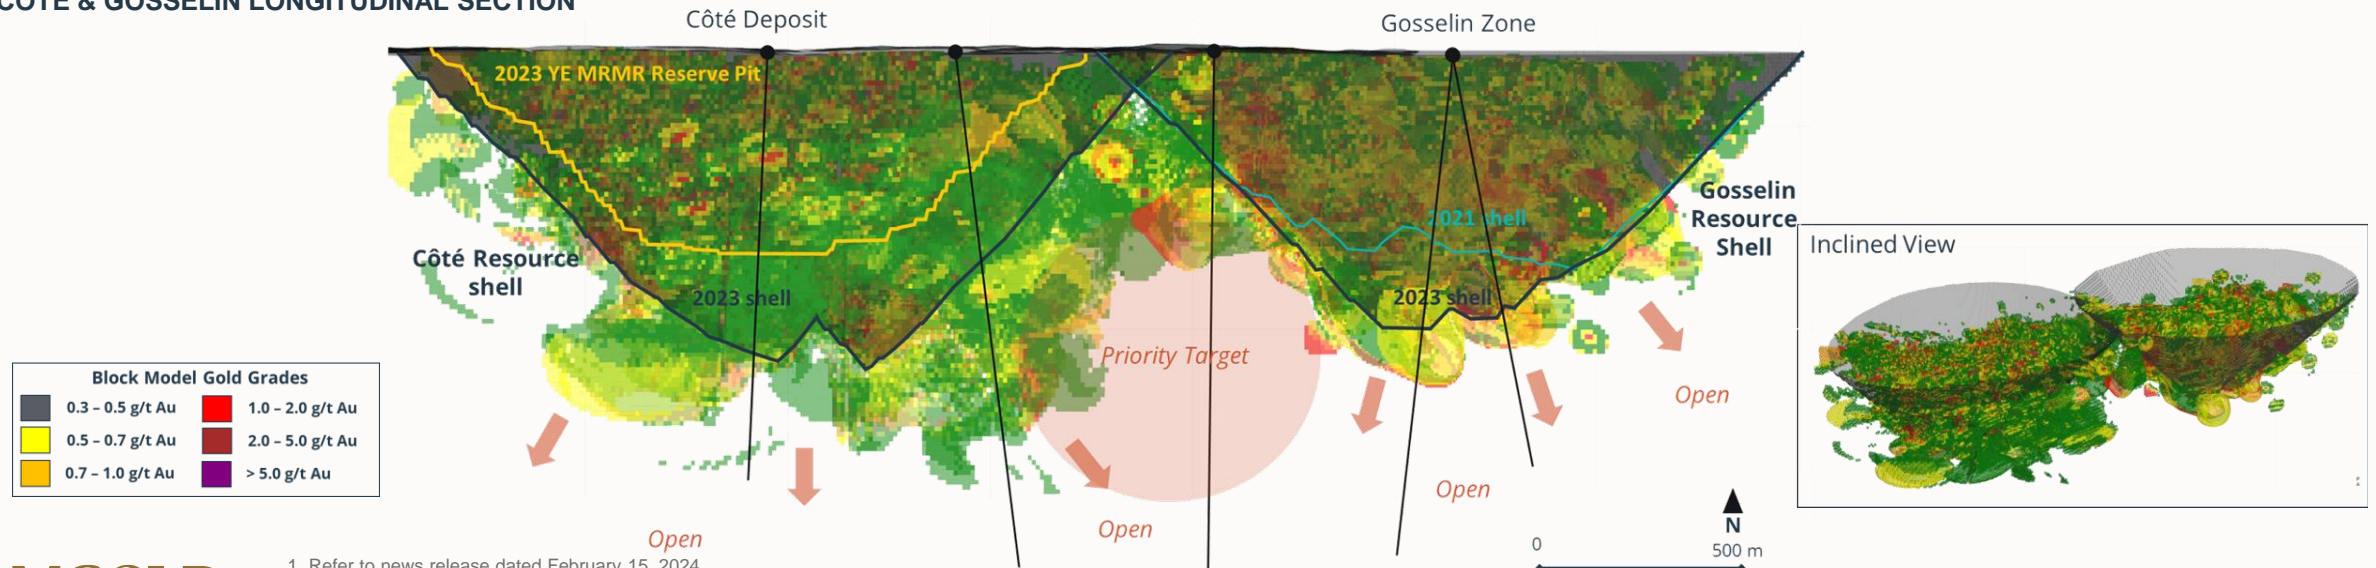 CÔTÉ & GOSSELIN LONGITUDINAL SECTION
Côté Deposit
Gosselin Zone
2023 YE MRMR Reserve Pit
Côté Resource
shell
2023 shell
2021 shell
2023 shell
Gosselin
Resource
Shell
Priority Target
Open
Open
Open
Open
Inclined View
Block Model Gold Grades
0.3 – 0.5 g/t Au
1.0 – 2.0 g/t Au
0.5 – 0.7 g/t Au
2.0 – 5.0 g/t Au
0.7 – 1.0 g/t Au
> 5.0 g/t Au
N
0
500 m
1. Refer to news release dated February 15, 2024